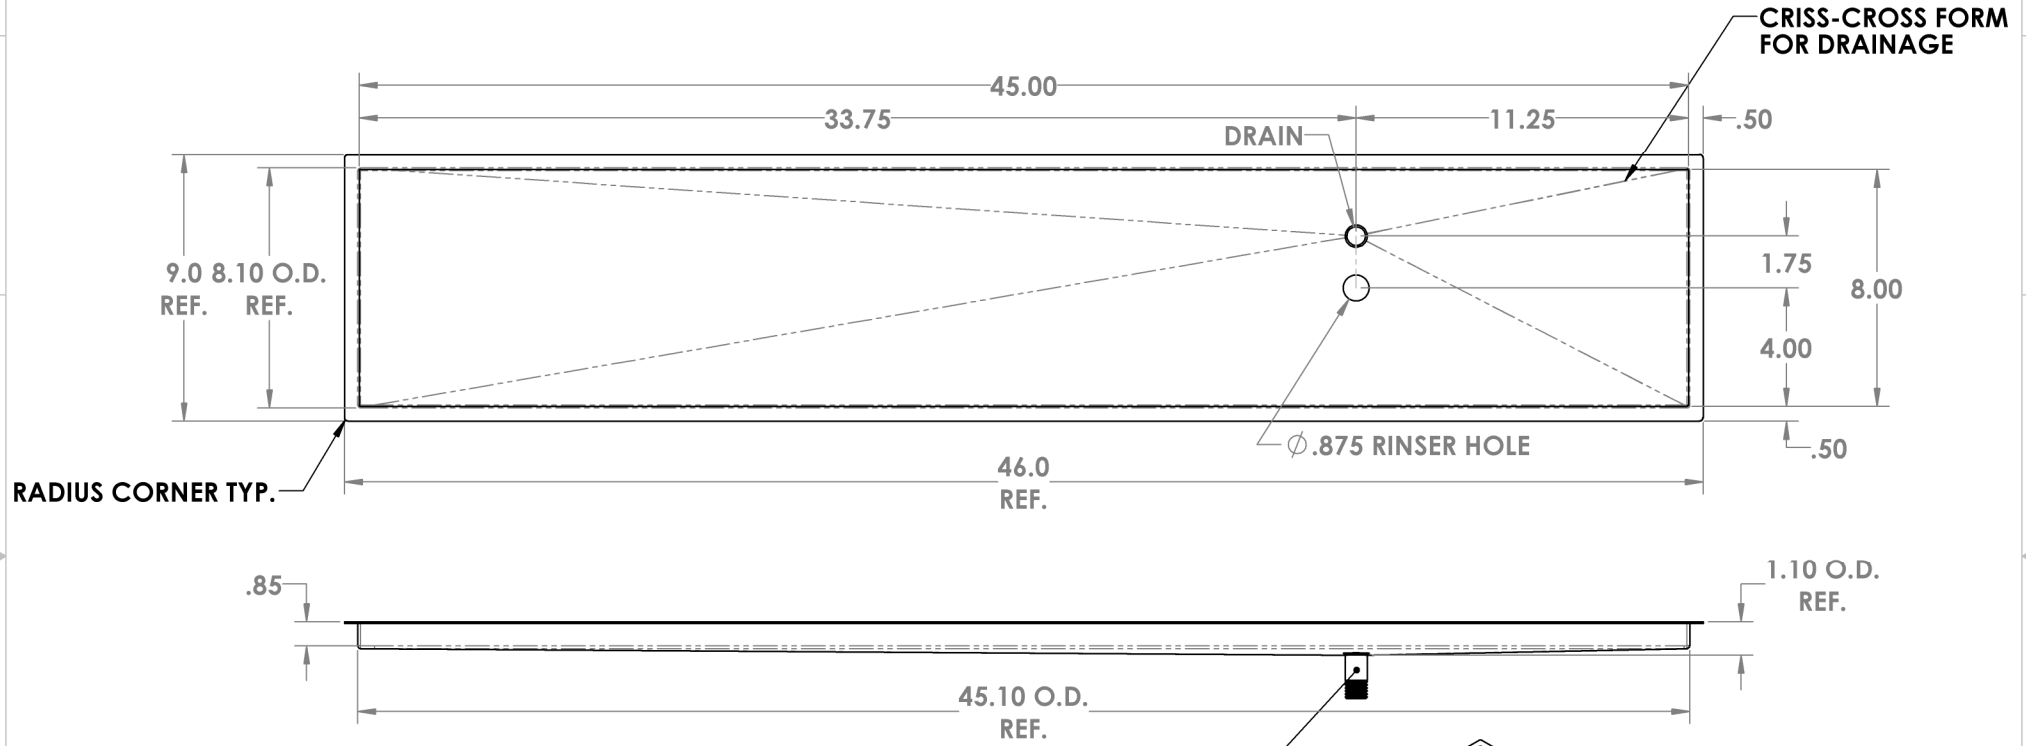 CRISS-CROSS FORM
FOR DRAINAGE
45.00
33.75
11.25
.50
DRAIN
9.0
REF.
8.10 O.D.
REF.
1.75
8.00
4.00
.50
Ø.875 RINSER HOLE
46.0
REF.
RADIUS CORNER TYP.
.85
1.10 O.D.
REF.
45.10 O.D.
REF.